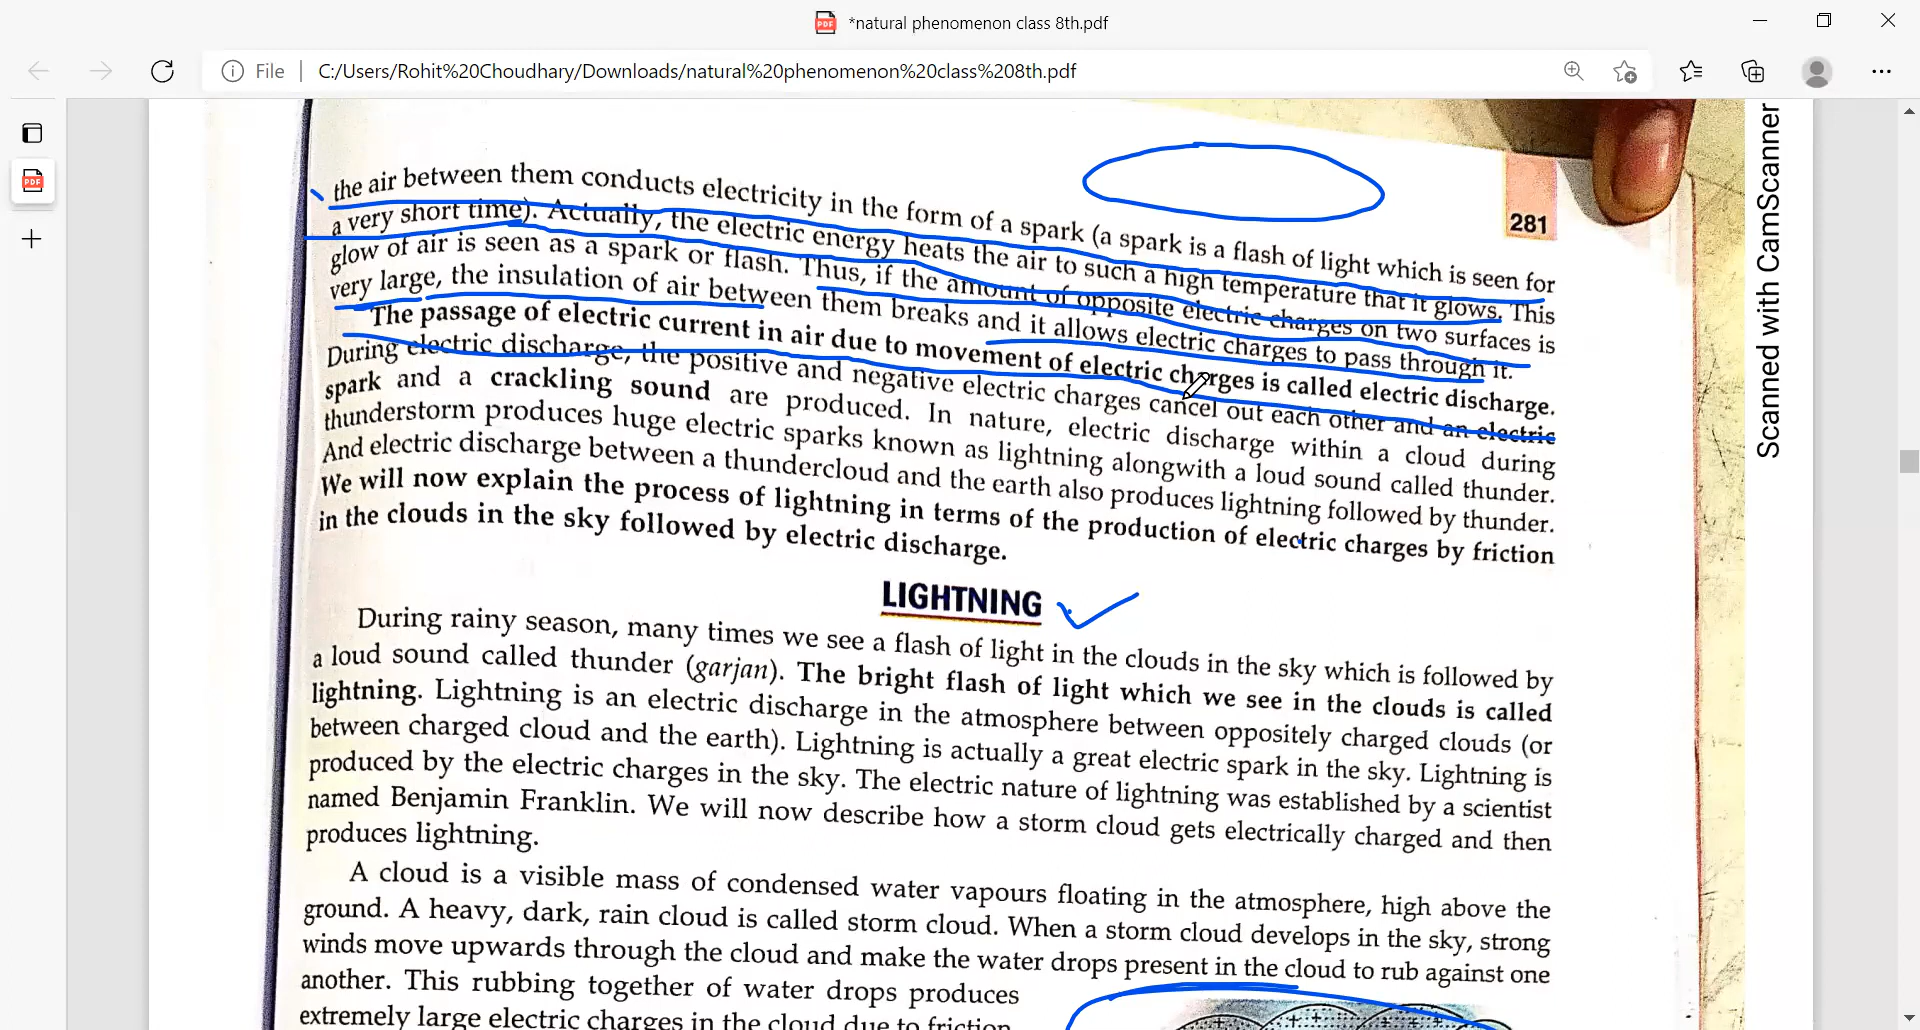 *natural phenomenon class 8th.pdf
File
C:/Users/Rohit%20Choudhary/Downloads/natural%20phenomenon%20class%208th.pdf
281
the air between them conducts electricity in the form of a spark (a spark is a flash of light which is seen for
a very short time). Actually, the electric energy heats the air to such a high temperature that it glows. This
glow of air is seen as a spark or flash. Thus, if the amount of opposite electric charges on two surfaces is
very large, the insulation of air between them breaks and it allows electric charges to pass through it.
The passage of electric current in air due to movement of electric charges is called electric discharge.
During electric discharge, the positive and negative electric charges cancel out each other and an electric
spark and a crackling sound are produced. In nature, electric discharge within a cloud during
thunderstorm produces huge electric sparks known as lightning alongwith a loud sound called thunder.
And electric discharge between a thundercloud and the earth also produces lightning followed by thunder.
We will now explain the process of lightning in terms of the production of electric charges by friction
in the clouds in the sky followed by electric discharge.
LIGHTNING
During rainy season, many times we see a flash of light in the clouds in the sky which is followed by
a loud sound called thunder (garjan). The bright flash of light which we see in the clouds is called
lightning. Lightning is an electric discharge in the atmosphere between oppositely charged clouds (or
between charged cloud and the earth). Lightning is actually a great electric spark in the sky. Lightning is
produced by the electric charges in the sky. The electric nature of lightning was established by a scientist
named Benjamin Franklin. We will now describe how a storm cloud gets electrically charged and then
produces lightning.
A cloud is a visible mass of condensed water vapours floating in the atmosphere, high above the
ground. A heavy, dark, rain cloud is called storm cloud. When a storm cloud develops in the sky, strong
winds move upwards through the cloud and make the water drops present in the cloud to rub against one
another. This rubbing together of water drops produces
extremely large electric charges in the cloud due to friction
Scanned with CamScanner